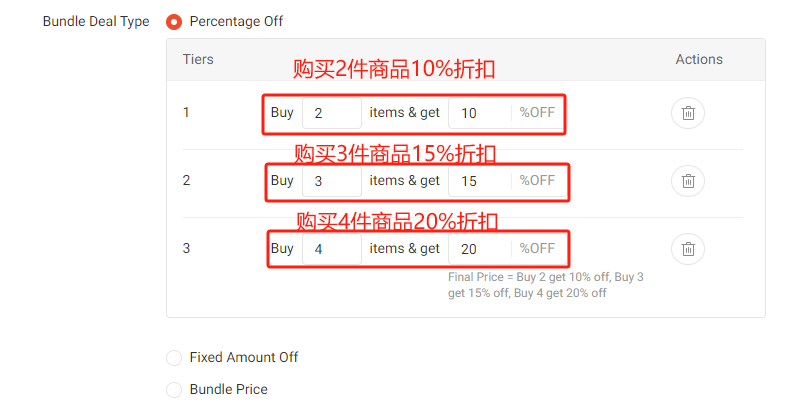 Bundle Deal Type Percentage Off
Tiers Actions
购买2件商品10%折扣
1 Buy 2 items & get 10 %OFF
购买3件商品15%折扣
2 Buy 3 items & get 15 %OFF
购买4件商品20%折扣
3 Buy 4 items & get 20 %OFF
Final Price = Buy 2 get 10% off, Buy 3
get 15% off, Buy 4 get 20% off
Fixed Amount Off
Bundle Price